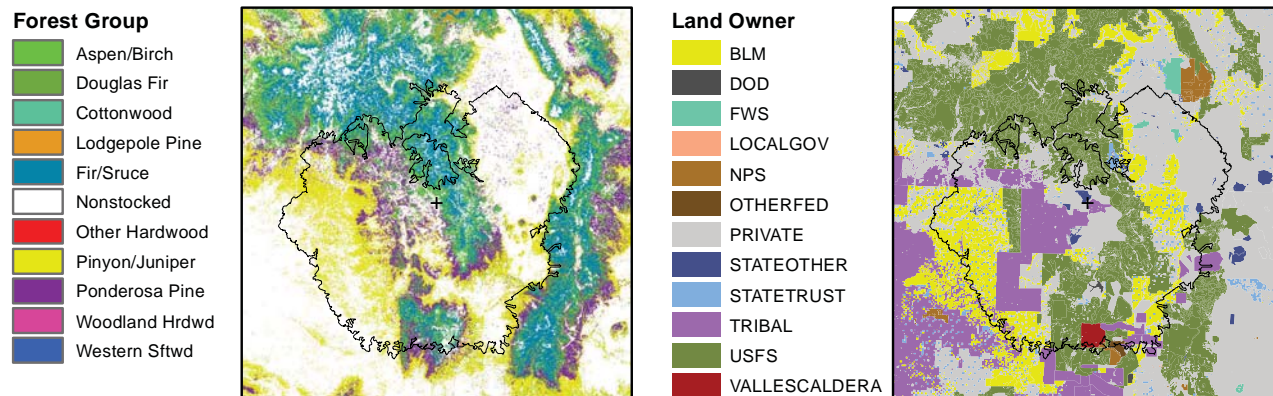 Forest Group
Aspen/Birch
Douglas Fir
Cottonwood
Lodgepole Pine
Fir/Sruce
Nonstocked
Other Hardwood
Pinyon/Juniper
Ponderosa Pine
Woodland Hrdwd
Western Sftwd
Land Owner
BLM
DOD
FWS
LOCALGOV
NPS
OTHERFED
PRIVATE
STATEOTHER
STATETRUST
TRIBAL
USFS
VALLESCALDERA